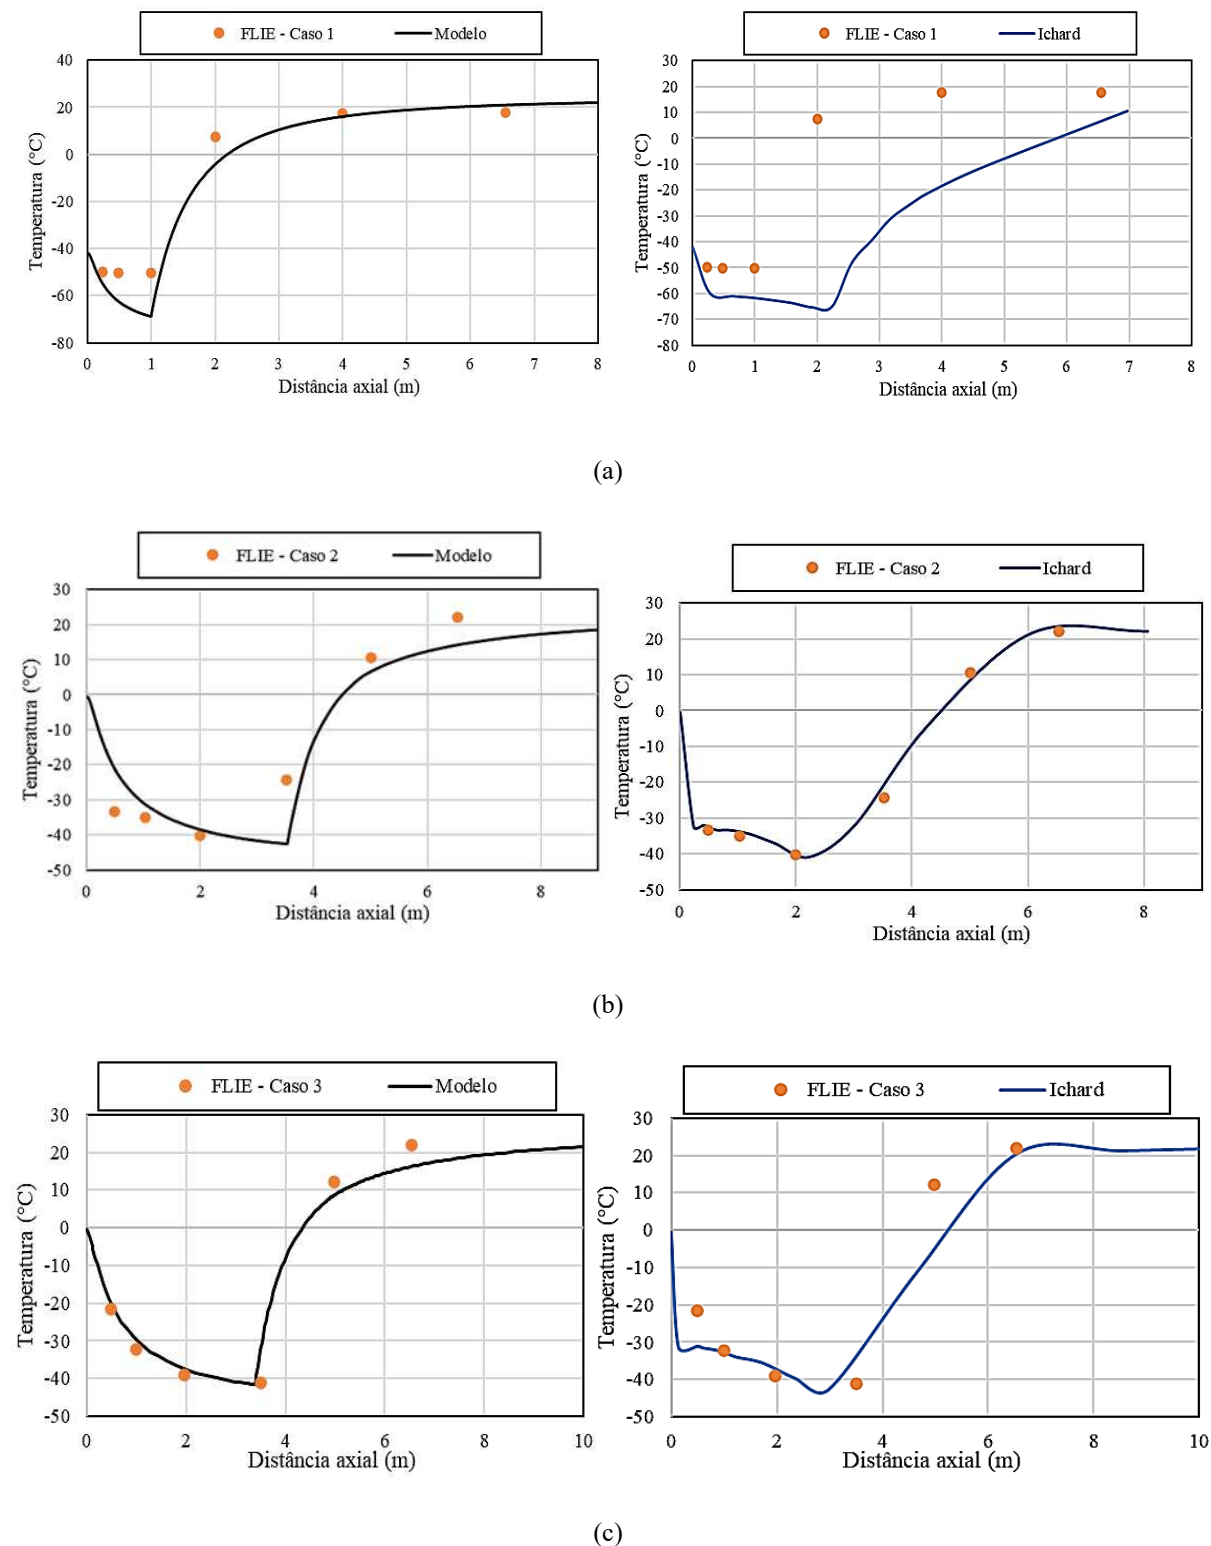 FLIE - Caso 1 Modelo
40
20
0
-20
-40
-60
-80
Temperatura (°C)
0 1 2 3 4 5 6 7 8
Distância axial (m)
FLIE - Caso 1 Ichard
30
20
10
0
-10
-20
-30
-40
-50
-60
-70
-80
Temperatura (°C)
0 1 2 3 4 5 6 7 8
Distância axial (m)
(a)
FLIE - Caso 2 Modelo
30
20
10
0
-10
-20
-30
-40
-50
Temperatura (°C)
0 2 4 6 8
Distância axial (m)
FLIE - Caso 2 Ichard
30
20
10
0
-10
-20
-30
-40
-50
Temperatura (°C)
0 2 4 6 8
Distância axial (m)
(b)
FLIE - Caso 3 Modelo
30
20
10
0
-10
-20
-30
-40
-50
Temperatura (°C)
0 2 4 6 8 10
Distância axial (m)
FLIE - Caso 3 Ichard
30
20
10
0
-10
-20
-30
-40
-50
Temperatura (°C)
0 2 4 6 8 10
Distância axial (m)
(c)